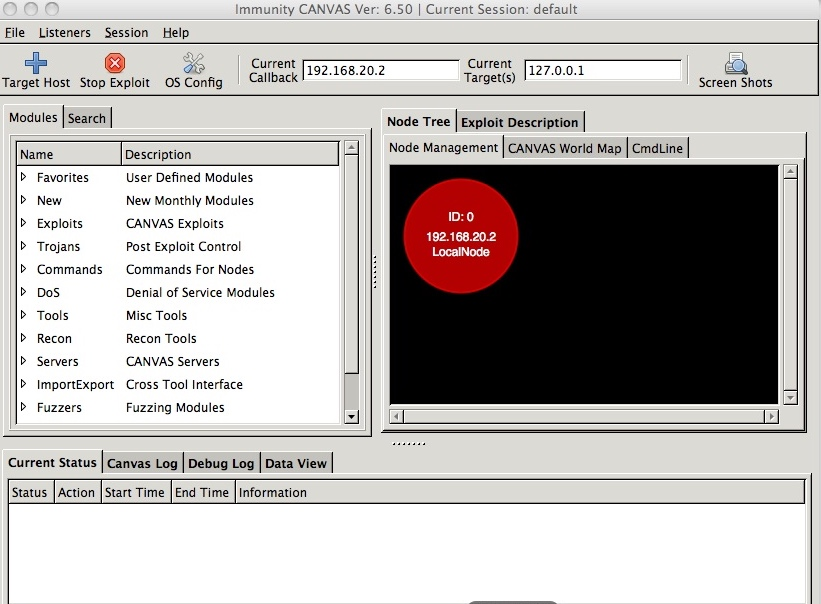 Immunity CANVAS Ver: 6.50 | Current Session: default
File Listeners Session Help
Target Host Stop Exploit OS Config Current Callback 192.168.20.2 Current Target(s) 127.0.0.1 Screen Shots
Modules Search
Name Description
Favorites User Defined Modules
New New Monthly Modules
Exploits CANVAS Exploits
Trojans Post Exploit Control
Commands Commands For Nodes
DoS Denial of Service Modules
Tools Misc Tools
Recon Recon Tools
Servers CANVAS Servers
ImportExport Cross Tool Interface
Fuzzers Fuzzing Modules
Node Tree Exploit Description
Node Management CANVAS World Map CmdLine
ID: 0
192.168.20.2
LocalNode
Current Status Canvas Log Debug Log Data View
Status Action Start Time End Time Information